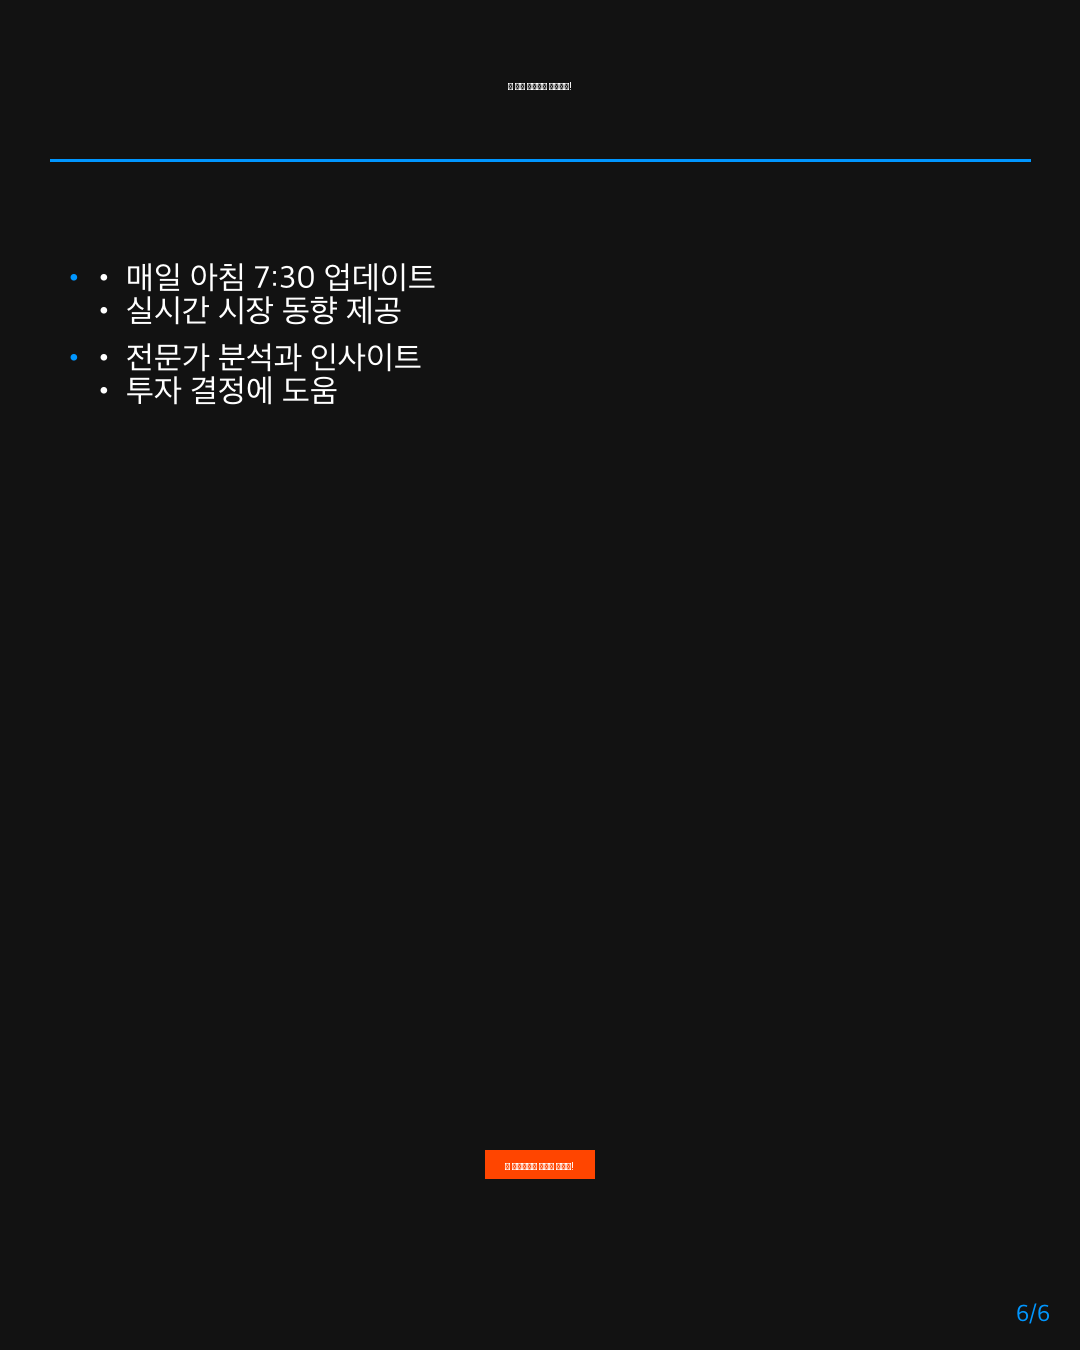 • • 매일 아침 7:30 업데이트
• 실시간 시장 동향 제공
• • 전문가 분석과 인사이트
• 투자 결정에 도움
6/6